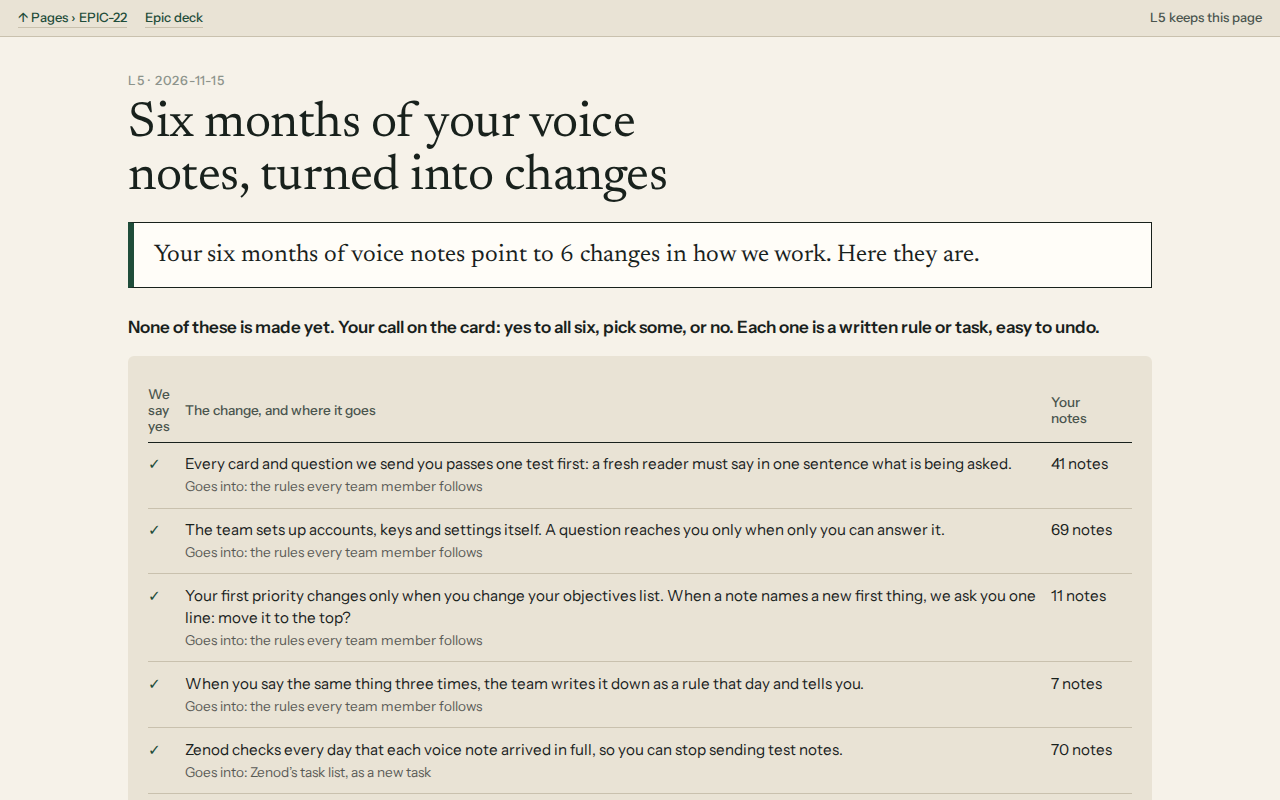 ↑ Pages › EPIC-22 Epic deck L5 keeps this page
L5 · 2026-11-15
Six months of your voice
notes, turned into changes
Your six months of voice notes point to 6 changes in how we work. Here they are.
None of these is made yet. Your call on the card: yes to all six, pick some, or no. Each one is a written rule or task, easy to undo.
We say yes
The change, and where it goes
Your notes
✓ Every card and question we send you passes one test first: a fresh reader must say in one sentence what is being asked. 41 notes
Goes into: the rules every team member follows
✓ The team sets up accounts, keys and settings itself. A question reaches you only when only you can answer it. 69 notes
Goes into: the rules every team member follows
✓ Your first priority changes only when you change your objectives list. When a note names a new first thing, we ask you one 11 notes
line: move it to the top?
Goes into: the rules every team member follows
✓ When you say the same thing three times, the team writes it down as a rule that day and tells you. 7 notes
Goes into: the rules every team member follows
✓ Zenod checks every day that each voice note arrived in full, so you can stop sending test notes. 70 notes
Goes into: Zenod's task list, as a new task